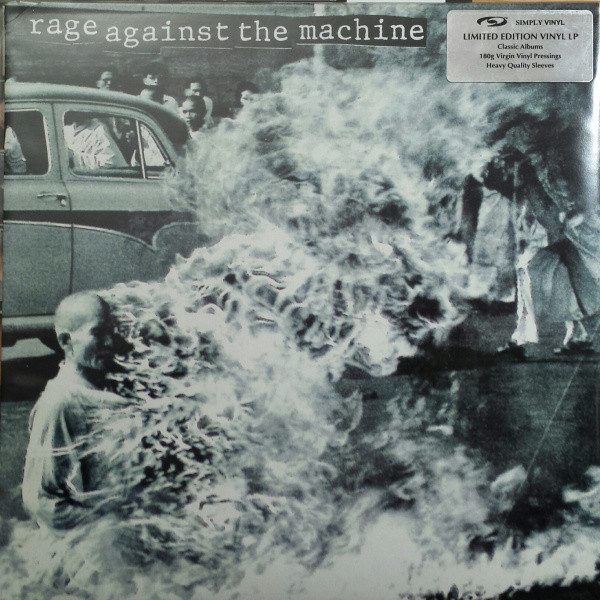 rage against the machine
SIMPLY VINYL
LIMITED EDITION VINYL LP
Classic Albums
180g Virgin Vinyl Pressings
Heavy Quality Sleeves